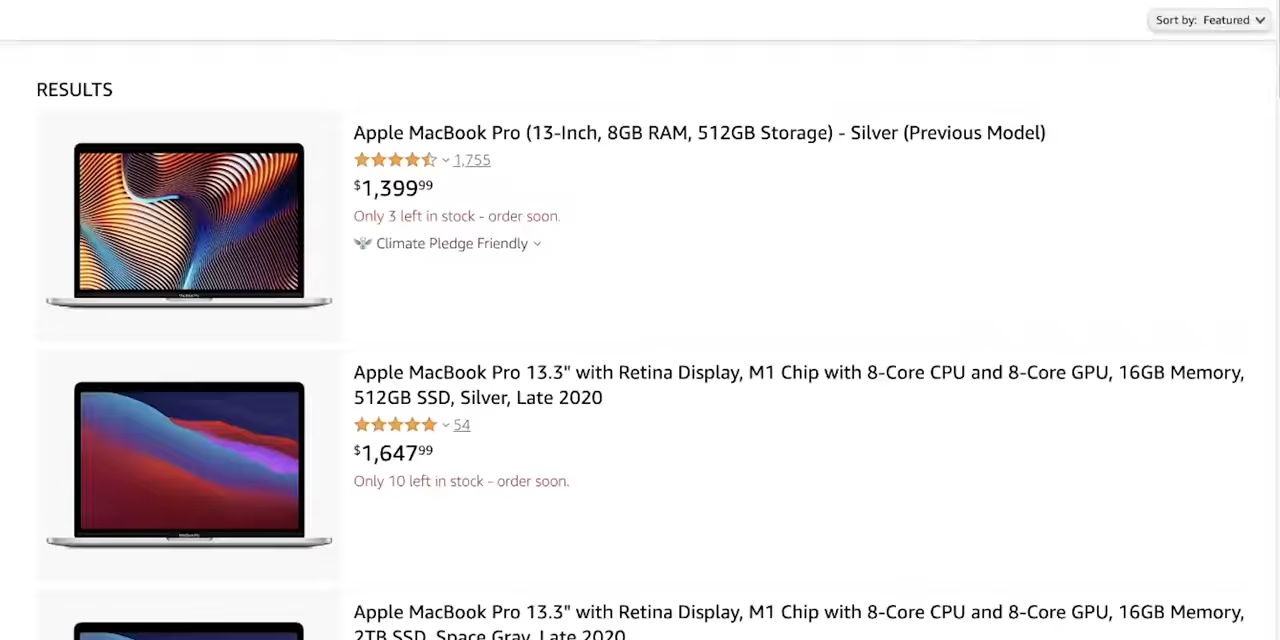 Sort by: Featured
RESULTS
Apple MacBook Pro (13-Inch, 8GB RAM, 512GB Storage) - Silver (Previous Model)
1,755
$1,399.99
Only 3 left in stock - order soon.
Climate Pledge Friendly
Apple MacBook Pro 13.3" with Retina Display, M1 Chip with 8-Core CPU and 8-Core GPU, 16GB Memory,
512GB SSD, Silver, Late 2020
54
$1,647.99
Only 10 left in stock - order soon.
Apple MacBook Pro 13.3" with Retina Display, M1 Chip with 8-Core CPU and 8-Core GPU, 16GB Memory,
2TB SSD, Space Gray, Late 2020